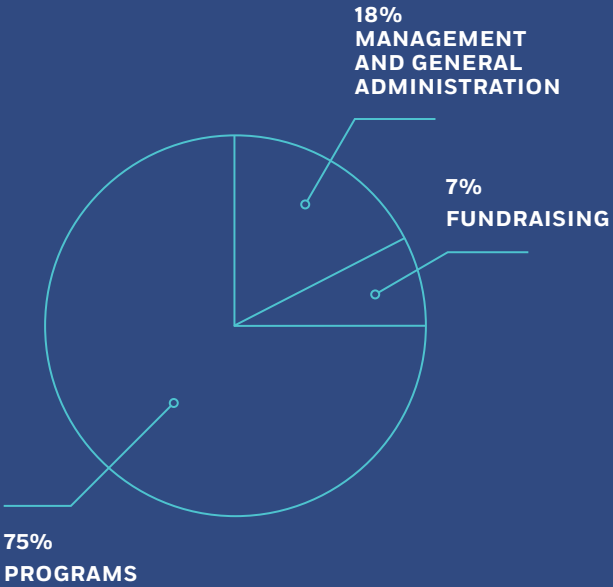 18%
MANAGEMENT
AND GENERAL
ADMINISTRATION
7%
FUNDRAISING
75%
PROGRAMS